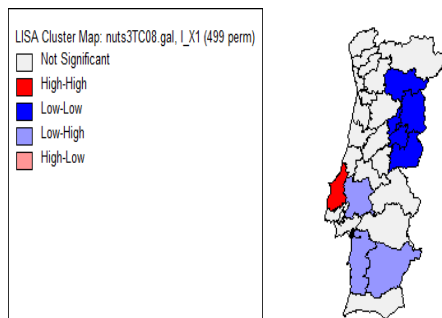 LISA Cluster Map: nuts3TC08.gal, I_X1 (499 perm)
Not Significant
High-High
Low-Low
Low-High
High-Low